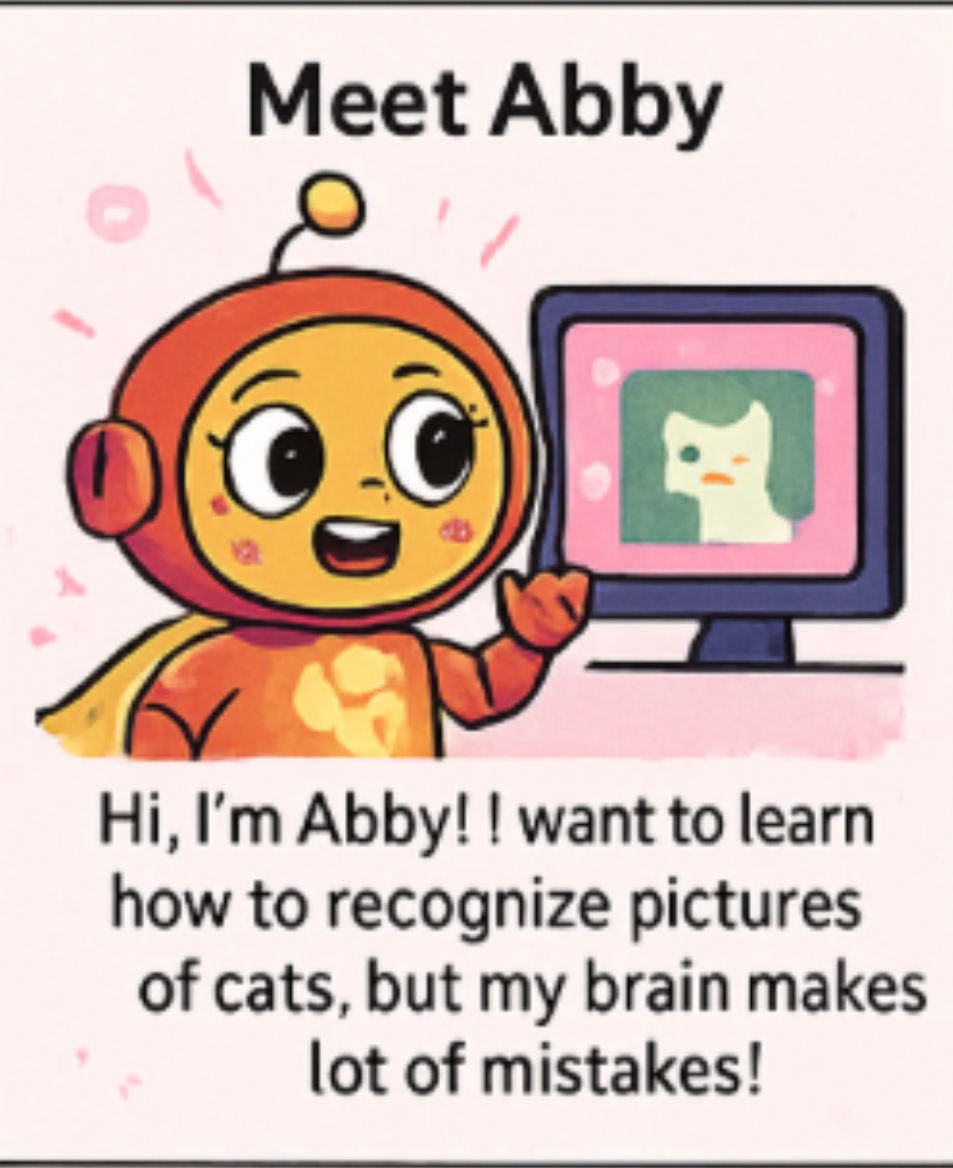 Meet Abby
Hi, I'm Abby! ! want to learn
how to recognize pictures
of cats, but my brain makes
lot of mistakes!